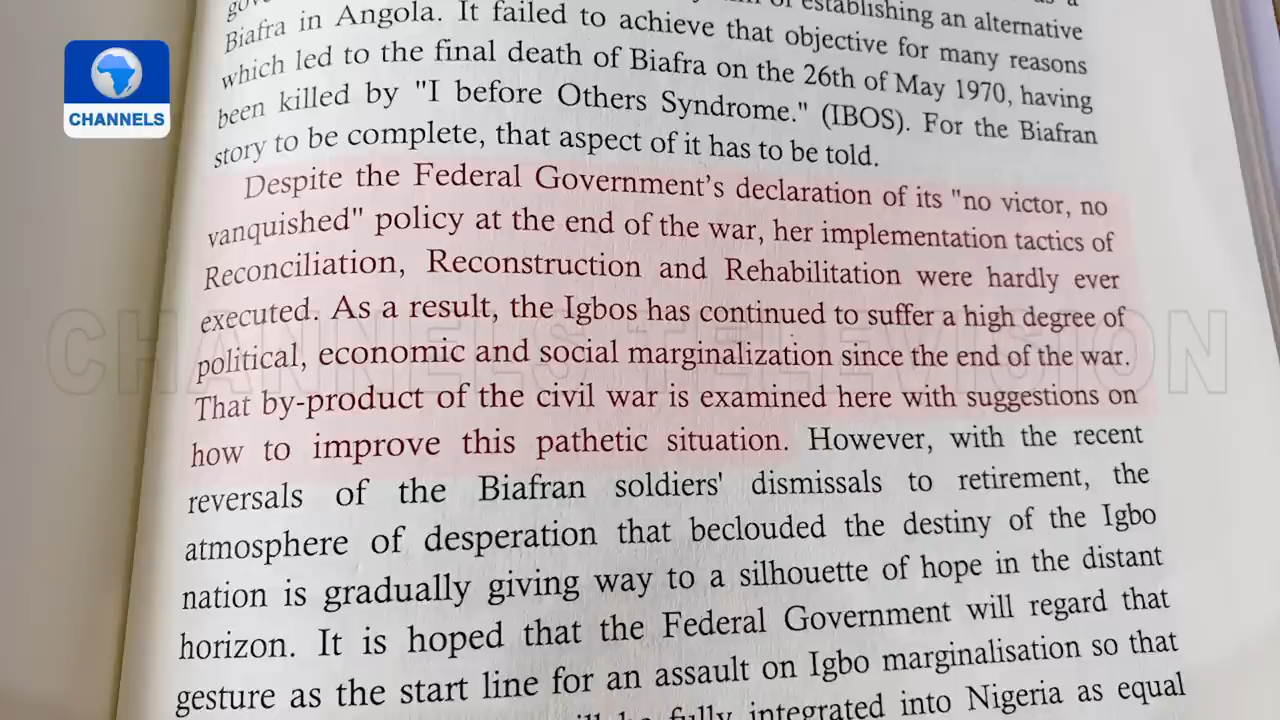 establishing an alternative
Biafra in Angola. It failed to achieve that objective for many reasons
which led to the final death of Biafra on the 26th of May 1970, having
been killed by "I before Others Syndrome." (IBOS). For the Biafran
story to be complete, that aspect of it has to be told.
Despite the Federal Government's declaration of its "no victor, no
vanquished" policy at the end of the war, her implementation tactics of
Reconciliation, Reconstruction and Rehabilitation were hardly ever
executed. As a result, the Igbos has continued to suffer a high degree of
political, economic and social marginalization since the end of the war.
That by-product of the civil war is examined here with suggestions on
how to improve this pathetic situation. However, with the recent
reversals of the Biafran soldiers' dismissals to retirement, the
atmosphere of desperation that beclouded the destiny of the Igbo
nation is gradually giving way to a silhouette of hope in the distant
horizon. It is hoped that the Federal Government will regard that
gesture as the start line for an assault on Igbo marginalisation so that
fully integrated into Nigeria as equal
CHANNELS
CHANNELS TELEVISION